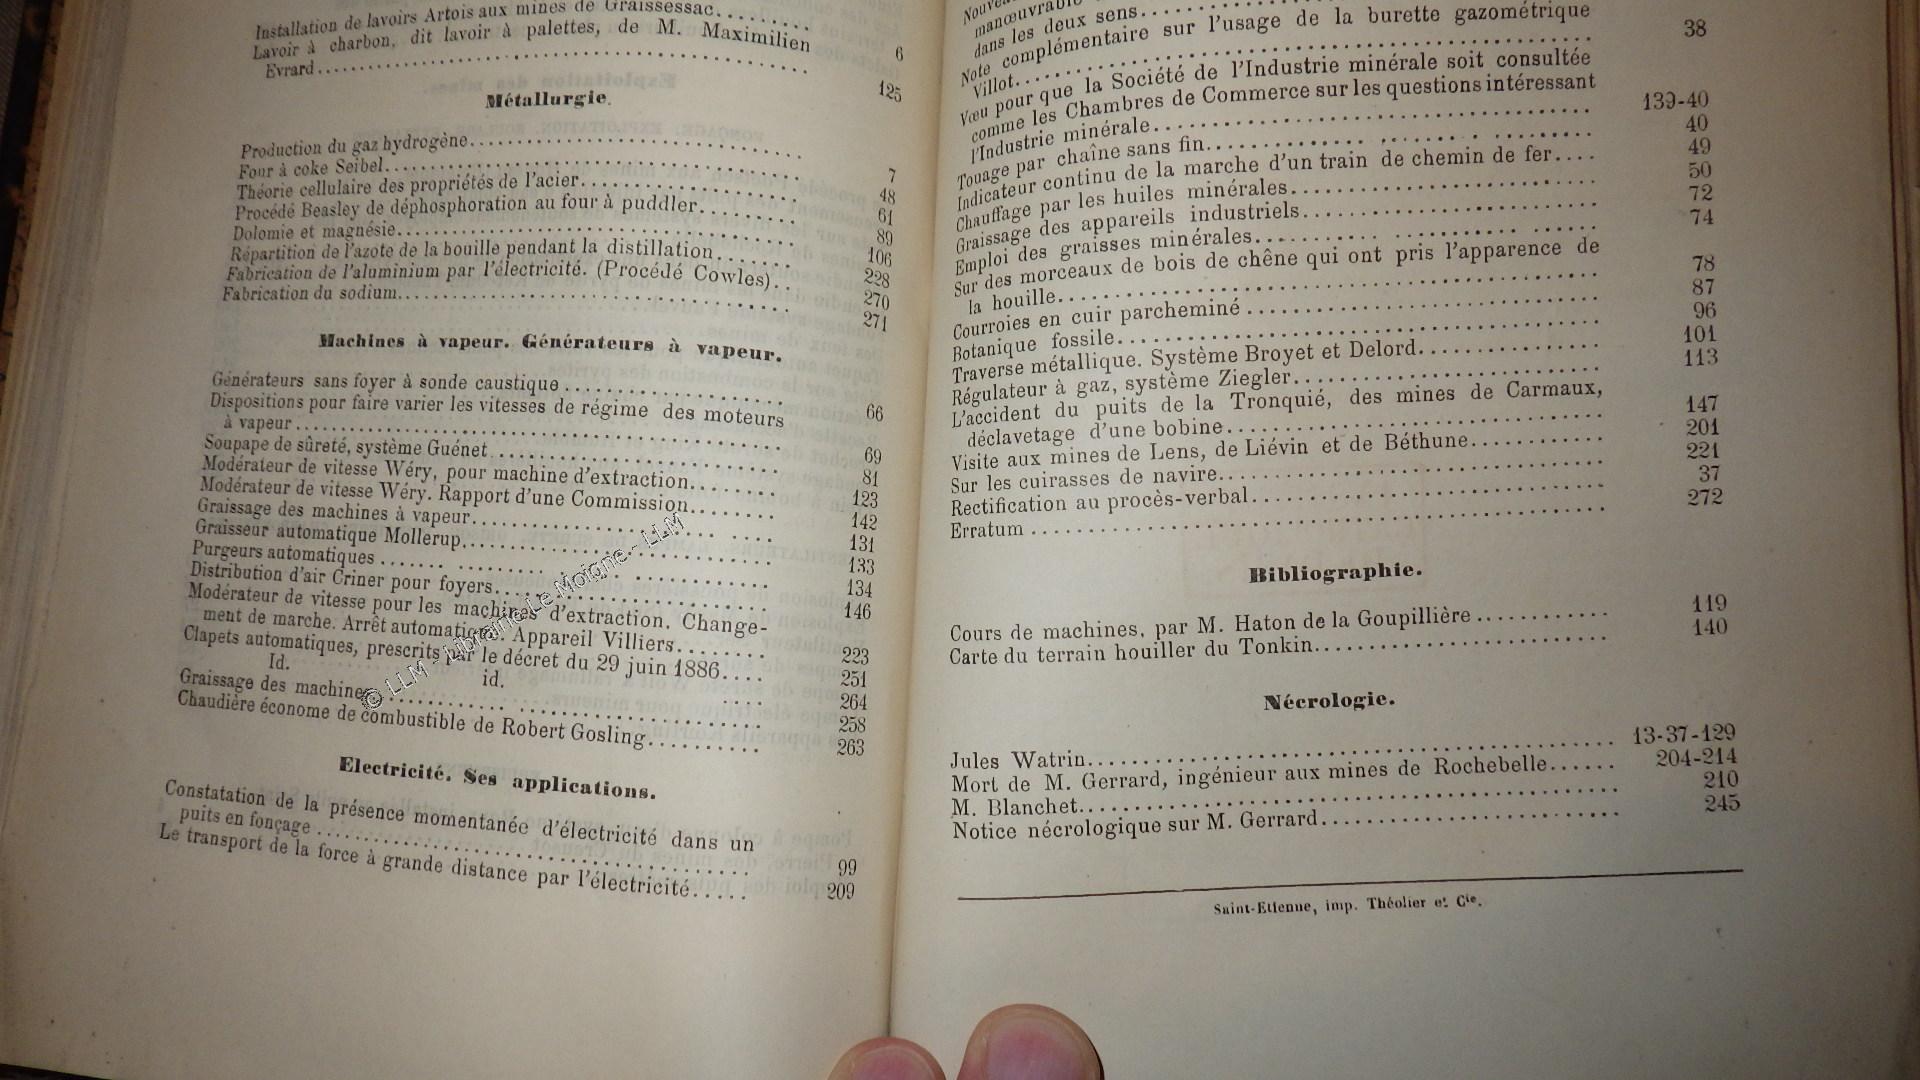 Installation de lavoirs Artois aux mines de Graissessac......... 6
Lavoir à charbon, dit lavoir à palettes, de M. Maximilien
Evrard.......... 125
Métallurgie.
Production du gaz hydrogène.......... 7
Four à coke Seibel.......... 48
Théorie cellulaire des propriétés de l'acier.......... 61
Procédé Beasley de déphosphoration au four à puddler.......... 89
Dolomie et magnésie.......... 106
Répartition de l'azote de la bouille pendant la distillation....... 228
Fabrication de l'aluminium par l'électricité. (Procédé Cowles).. 270
Fabrication du sodium.......... 271
Machines à vapeur. Générateurs à vapeur.
Générateurs sans foyer à sonde caustique .......... 66
Dispositions pour faire varier les vitesses de régime des moteurs
à vapeur.......... 69
Soupape de sûreté, système Guénet.......... 81
Modérateur de vitesse Wéry, pour machine d'extraction........ 123
Modérateur de vitesse Wéry. Rapport d'une Commission........ 142
Graissage des machines à vapeur.......... 131
Graisseur automatique Mollerup.......... 133
Purgeurs automatiques .......... 134
Distribution d'air Criner pour foyers.......... 146
Modérateur de vitesse pour les machines d'extraction. Change-
ment de marche. Arrêt automatique. Appareil Villiers........ 223
Clapets automatiques, prescrits par le décret du 29 juin 1886.... 251
Id. id. .... 264
Graissage des machines.......... 258
Chaudière économe de combustible de Robert Gosling.......... 263
Electricité. Ses applications.
Constatation de la présence momentanée d'électricité dans un
puits en fonçage .......... 99
Le transport de la force à grande distance par l'électricité..... 209
© LLM - Librairie Le Moigne - LLM
manœuvrable
dans les deux sens..........
Note complémentaire sur l'usage de la burette gazométrique
Villot.......... 38
Vœu pour que la Société de l'Industrie minérale soit consultée
comme les Chambres de Commerce sur les questions intéressant
l'Industrie minérale.......... 139-40
Touage par chaîne sans fin.......... 40
Indicateur continu de la marche d'un train de chemin de fer.... 49
Chauffage par les huiles minérales.......... 50
Graissage des appareils industriels.......... 72
Emploi des graisses minérales.......... 74
Sur des morceaux de bois de chêne qui ont pris l'apparence de
la houille.......... 78
Courroies en cuir parcheminé .......... 87
Botanique fossile.......... 96
Traverse métallique. Système Broyet et Delord.......... 101
Régulateur à gaz, système Ziegler.......... 113
L'accident du puits de la Tronquié, des mines de Carmaux,
déclavetage d'une bobine.......... 147
Visite aux mines de Lens, de Liévin et de Béthune.......... 201
Sur les cuirasses de navire.......... 221
Rectification au procès-verbal.......... 37
Erratum .......... 272
Bibliographie.
Cours de machines, par M. Haton de la Goupillière .......... 119
Carte du terrain houiller du Tonkin.......... 140
Nécrologie.
Jules Watrin.......... 13-37-129
Mort de M. Gerrard, ingénieur aux mines de Rochebelle...... 204-214
M. Blanchet.......... 210
Notice nécrologique sur M. Gerrard.......... 245
Saint-Etienne, imp. Théolier et Cie.